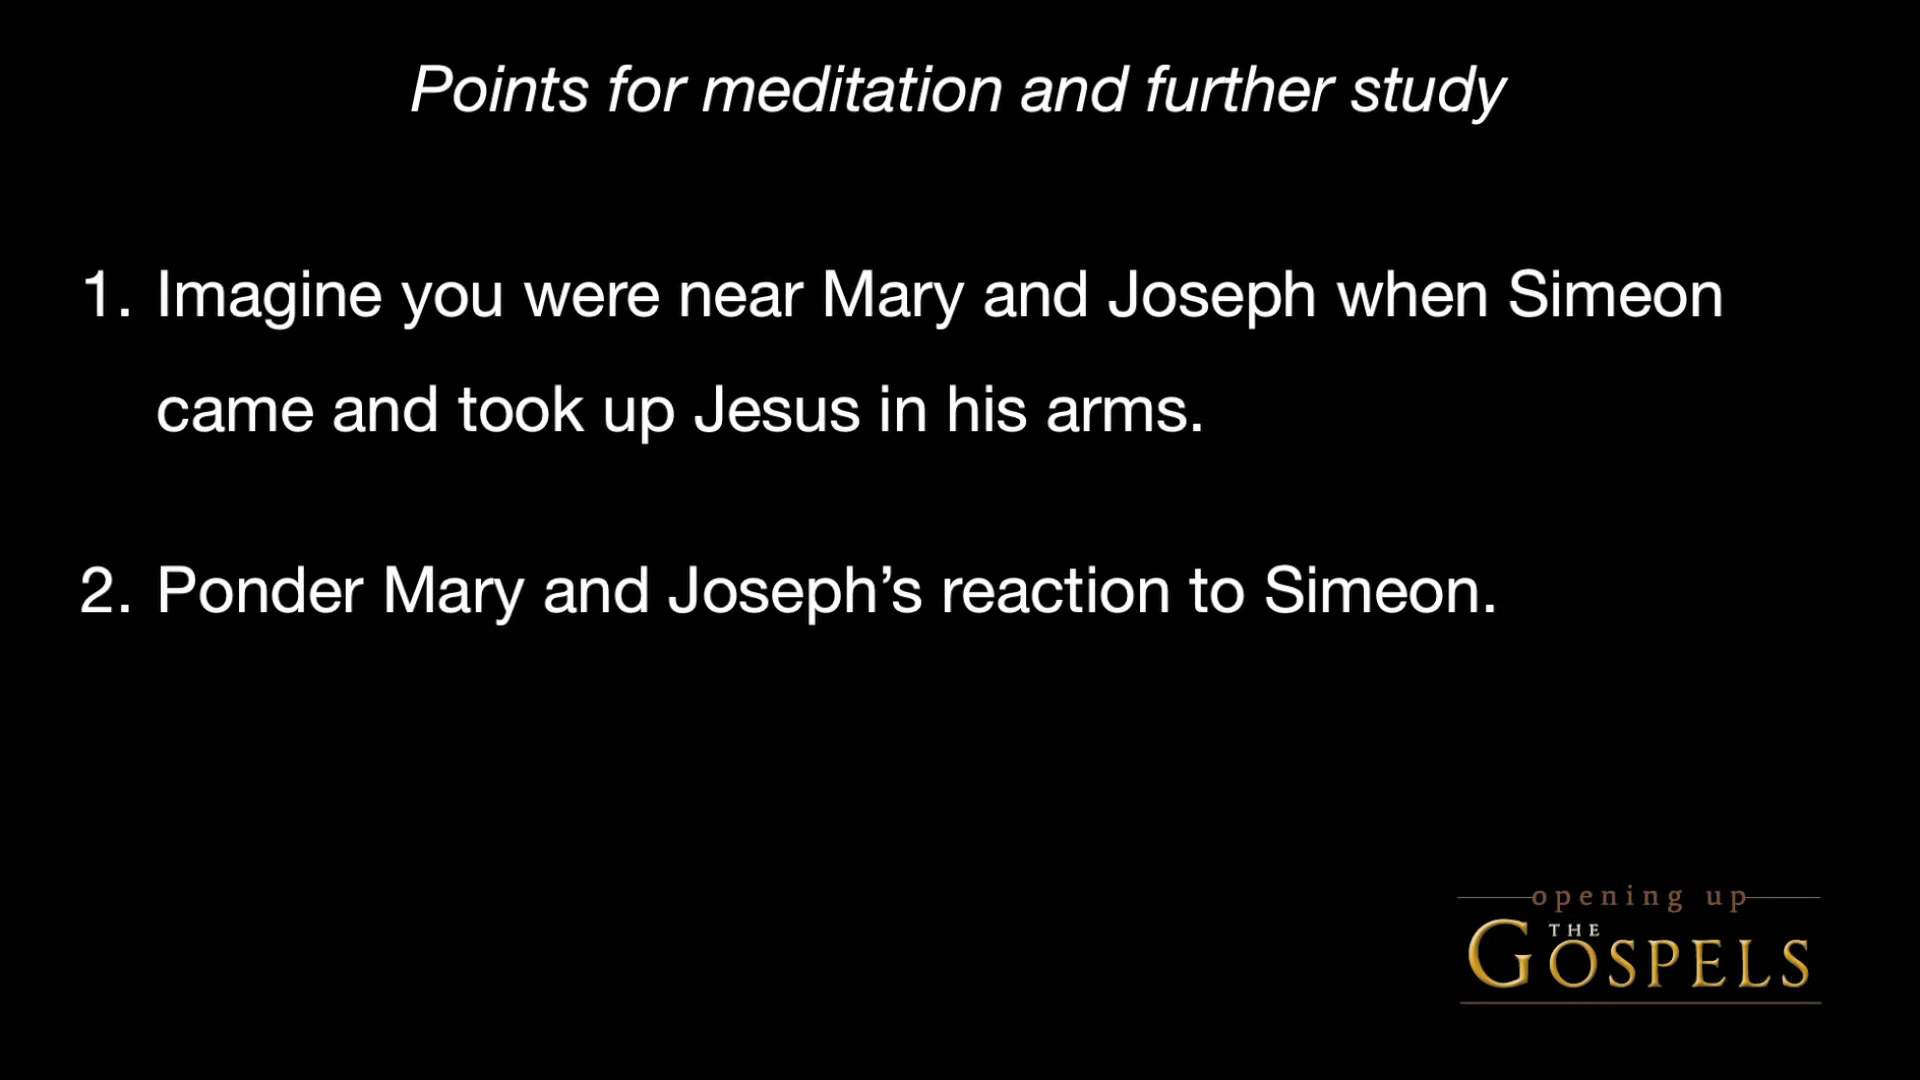 Points for meditation and further study
1. Imagine you were near Mary and Joseph when Simeon
came and took up Jesus in his arms.
2. Ponder Mary and Joseph’s reaction to Simeon.
opening up
THE
GOSPELS